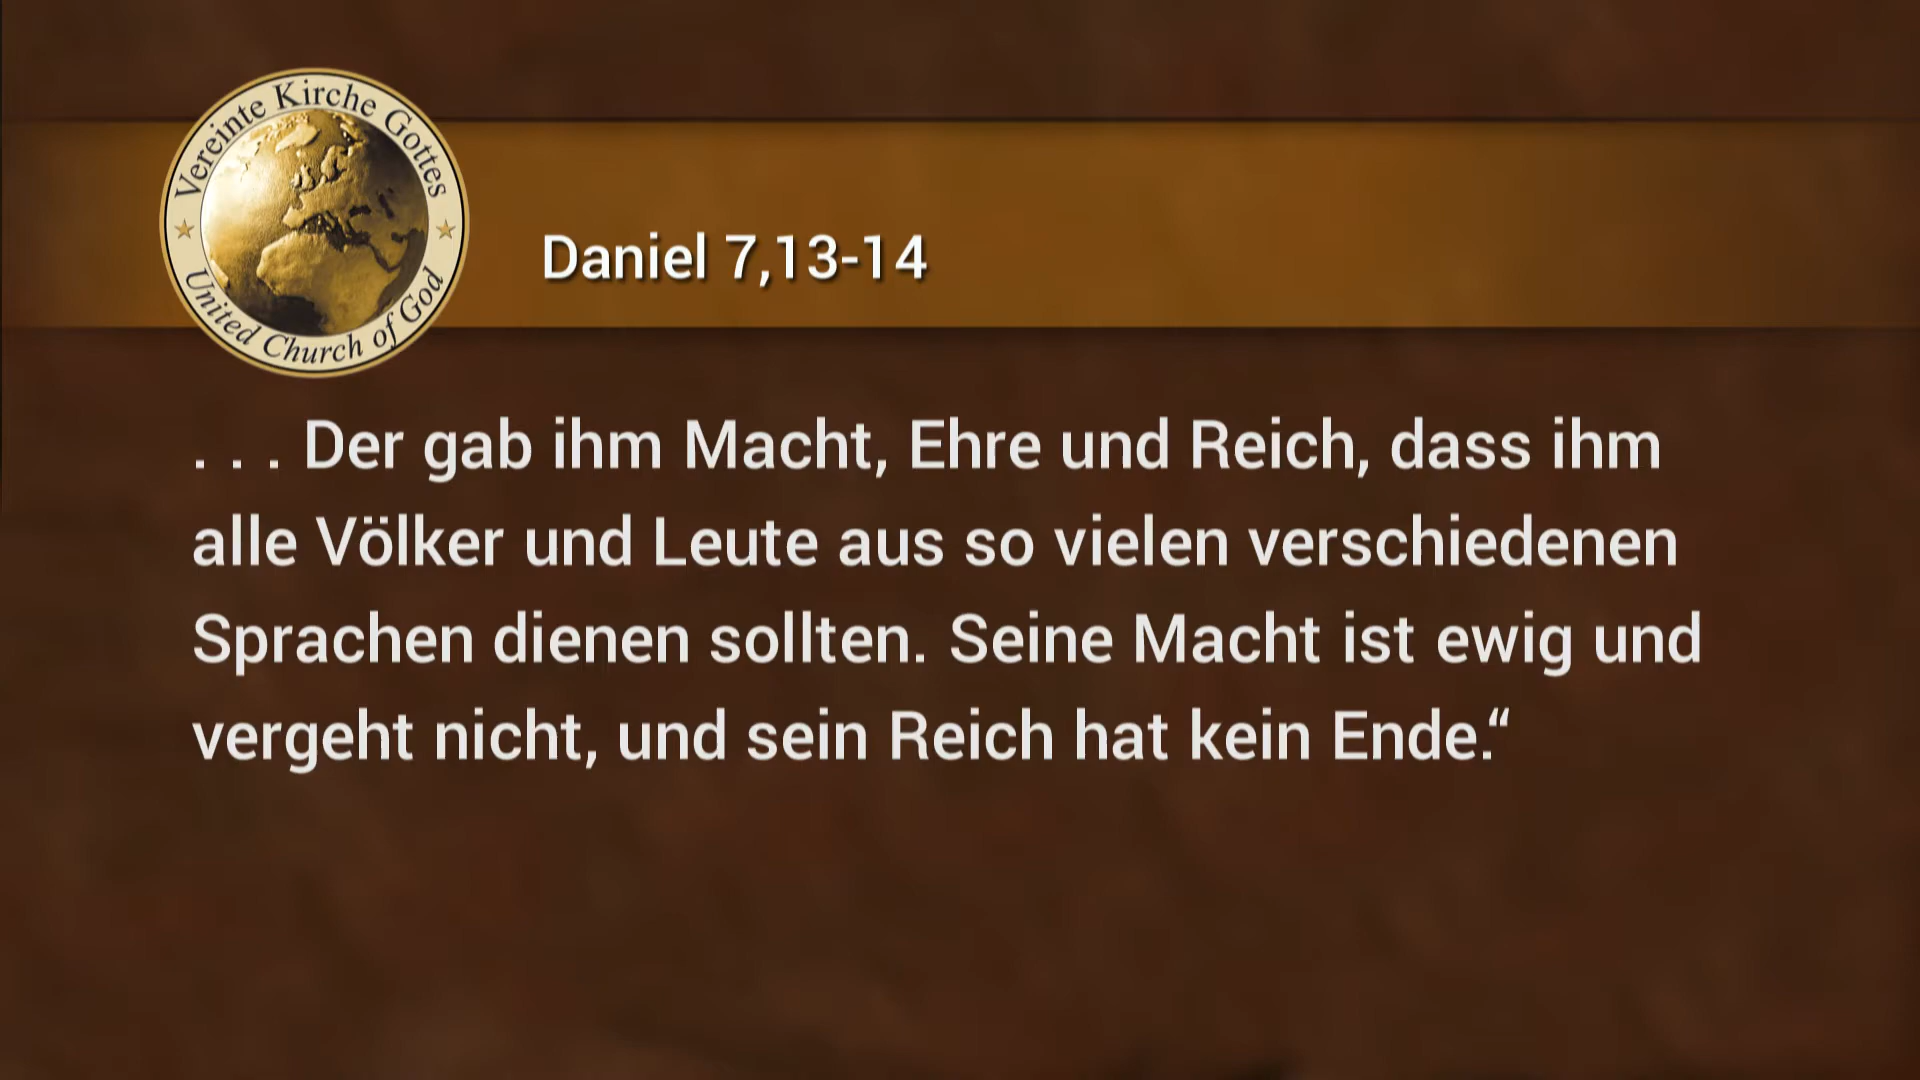 Vereinte Kirche Gottes
United Church of God
Daniel 7,13-14
. . . Der gab ihm Macht, Ehre und Reich, dass ihm
alle Völker und Leute aus so vielen verschiedenen
Sprachen dienen sollten. Seine Macht ist ewig und
vergeht nicht, und sein Reich hat kein Ende.“